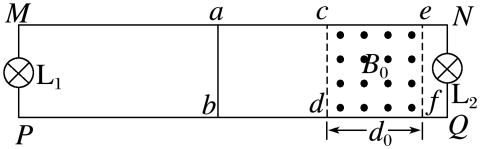 M a c e N
L₁ B₀ L₂
P b d f Q
d₀